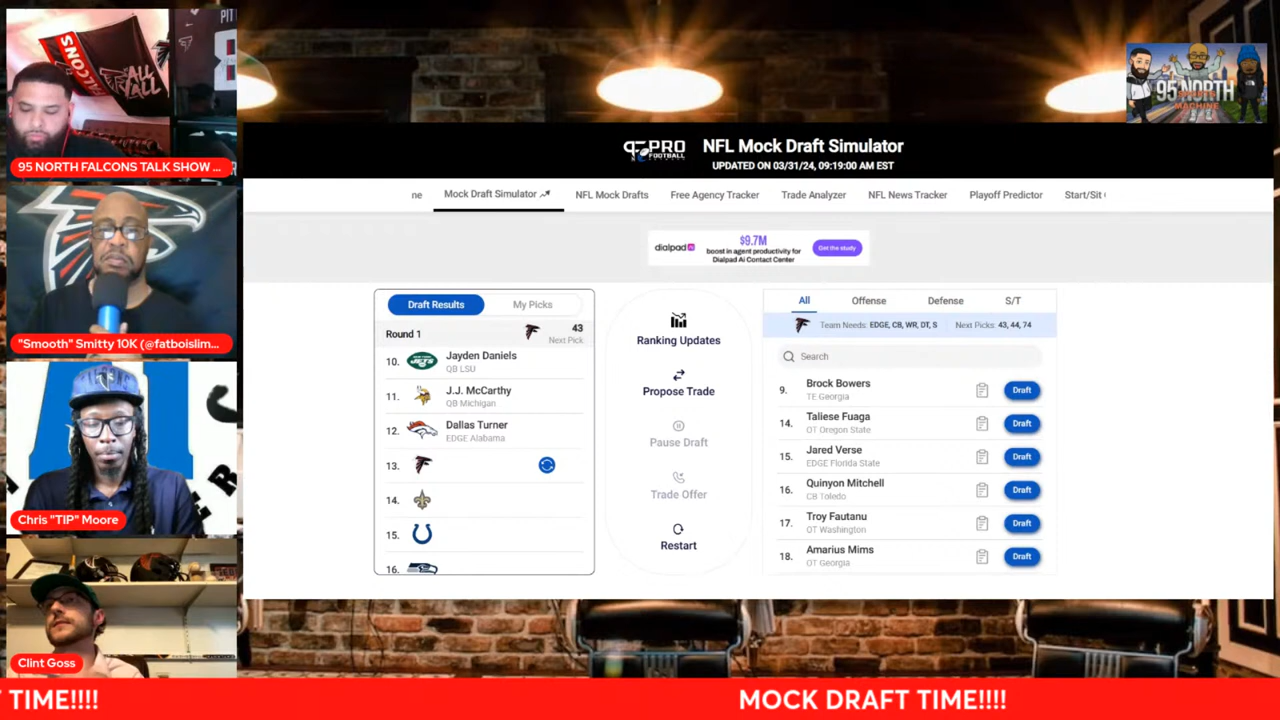 PIT
8
CONS
ALL
95 NORTH FALCONS TALK SHOW ...
"Smooth" Smitty 10K (@fatboislim...
FALCONS
Chris "TIP" Moore
Clint Goss
95 NORTH
SPORTS
MACHINE
PRO
FOOTBALL
NFL Mock Draft Simulator
UPDATED ON 03/31/24, 09:19:00 AM EST
ne
Mock Draft Simulator
NFL Mock Drafts
Free Agency Tracker
Trade Analyzer
NFL News Tracker
Playoff Predictor
Start/Sit
dialpad
$9.7M
boost in agent productivity for
Dialpad Ai Contact Center
Get the study
Draft Results
My Picks
Round 1
43
Next Pick
10.
Jayden Daniels
QB LSU
11.
J.J. McCarthy
QB Michigan
12.
Dallas Turner
EDGE Alabama
13.
14.
15.
16.
Ranking Updates
Propose Trade
Pause Draft
Trade Offer
Restart
All
Offense
Defense
S/T
Team Needs: EDGE, CB, WR, DT, S
Next Picks: 43, 44, 74
Search
9.
Brock Bowers
TE Georgia
Draft
14.
Taliese Fuaga
OT Oregon State
Draft
15.
Jared Verse
EDGE Florida State
Draft
16.
Quinyon Mitchell
CB Toledo
Draft
17.
Troy Fautanu
OT Washington
Draft
18.
Amarius Mims
OT Georgia
Draft
TIME!!!!
MOCK DRAFT TIME!!!!